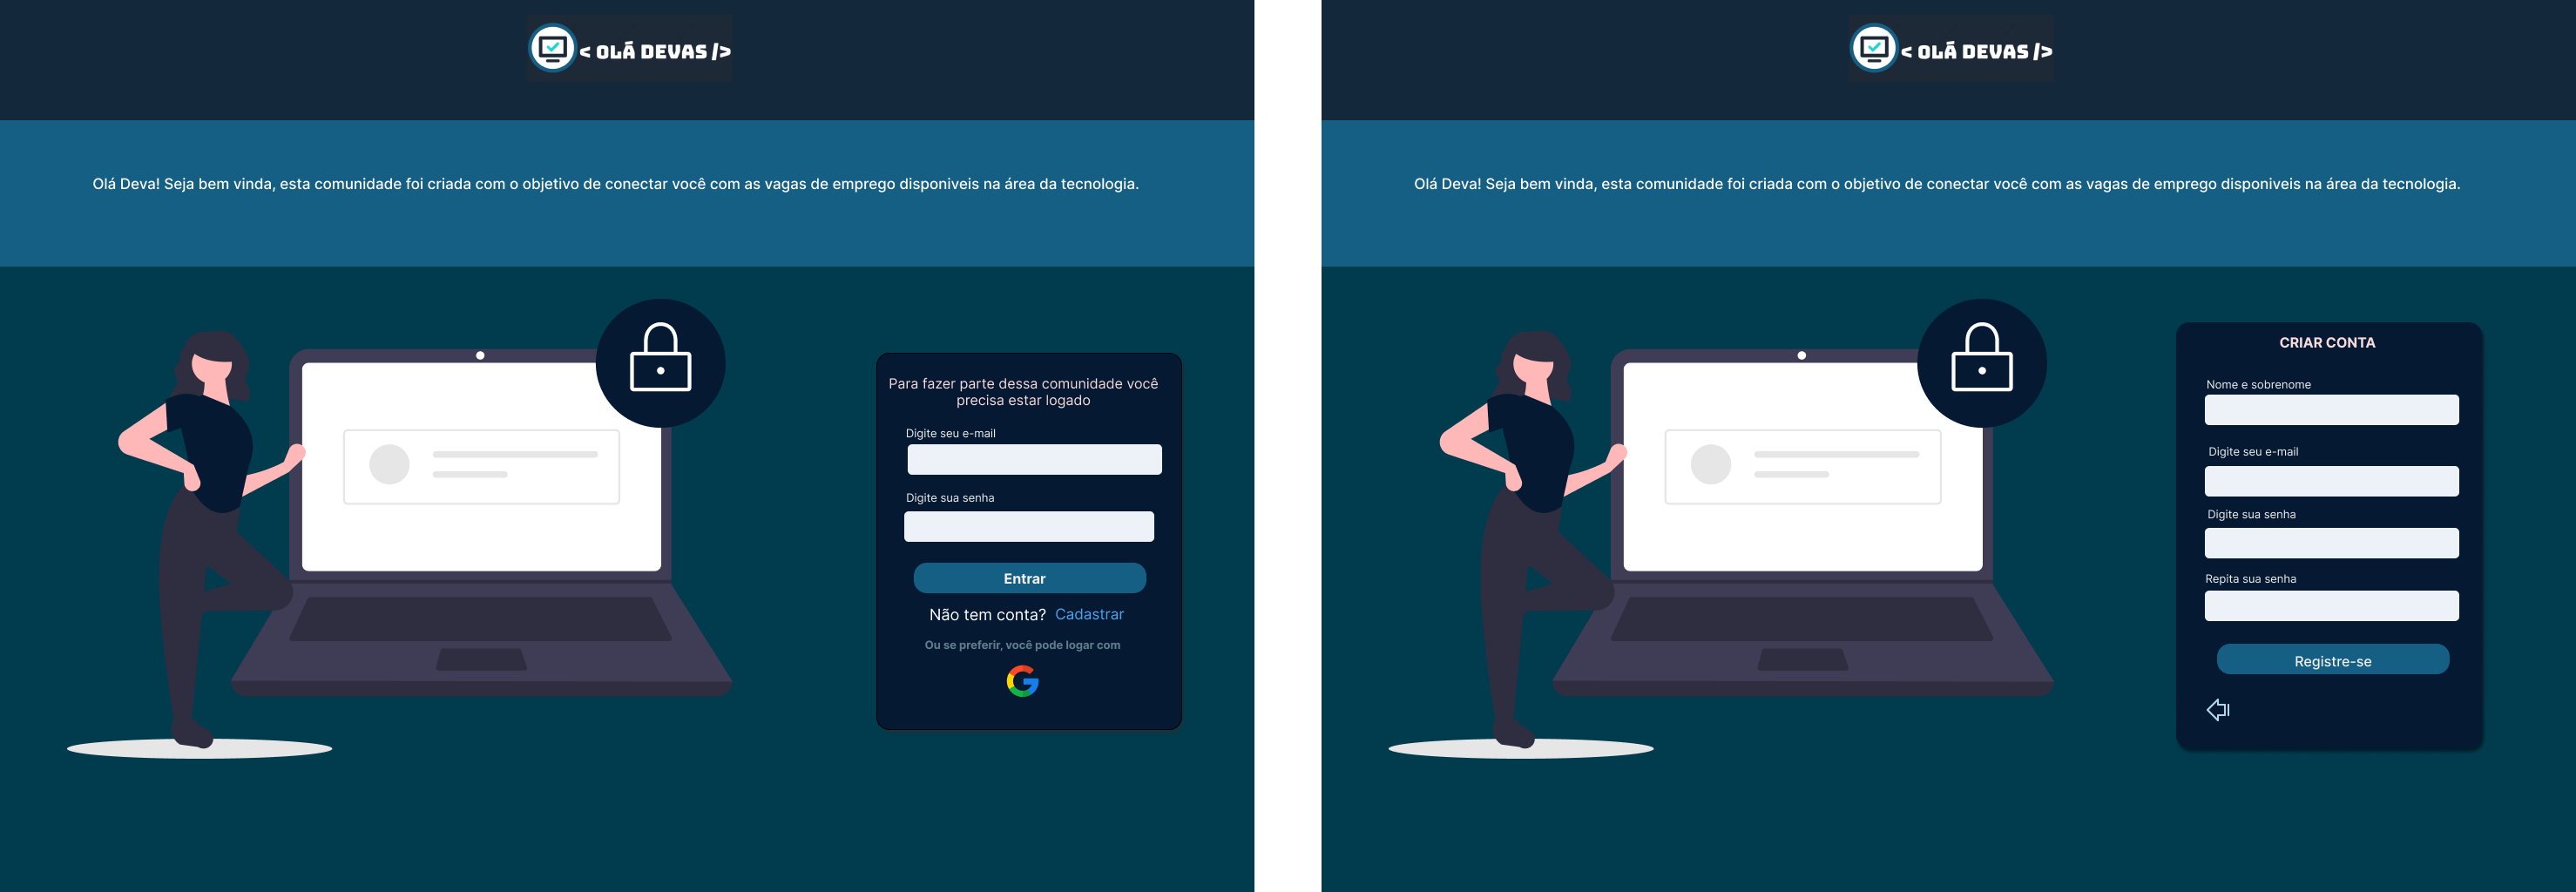 < OLÁ DEVAS />
Olá Deva! Seja bem vinda, esta comunidade foi criada com o objetivo de conectar você com as vagas de emprego disponiveis na área da tecnologia.
Para fazer parte dessa comunidade você
precisa estar logado
Digite seu e-mail
Digite sua senha
Entrar
Não tem conta? Cadastrar
Ou se preferir, você pode logar com
< OLÁ DEVAS />
Olá Deva! Seja bem vinda, esta comunidade foi criada com o objetivo de conectar você com as vagas de emprego disponiveis na área da tecnologia.
CRIAR CONTA
Nome e sobrenome
Digite seu e-mail
Digite sua senha
Repita sua senha
Registre-se